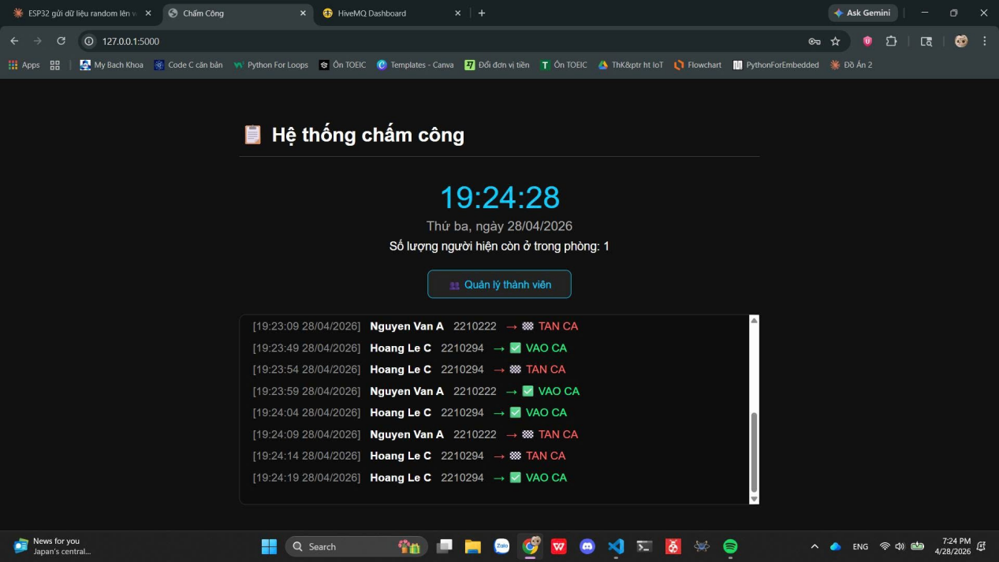 ESP32 gửi dữ liệu random lên
Chấm Công
HiveMQ Dashboard
Ask Gemini
127.0.0.1:5000
Apps
My Bach Khoa
Code C căn bản
Python For Loops
Ôn TOEIC
Templates - Canva
Đổi đơn vị tiền
Ôn TOEIC
ThK&ptr ht IoT
Flowchart
PythonForEmbedded
Đồ Án 2
Hệ thống chấm công
19:24:28
Thứ ba, ngày 28/04/2026
Số lượng người hiện còn ở trong phòng: 1
Quản lý thành viên
[19:23:09 28/04/2026] Nguyen Van A 2210222 → TAN CA
[19:23:49 28/04/2026] Hoang Le C 2210294 → ✅ VAO CA
[19:23:54 28/04/2026] Hoang Le C 2210294 → TAN CA
[19:23:59 28/04/2026] Nguyen Van A 2210222 → ✅ VAO CA
[19:24:04 28/04/2026] Hoang Le C 2210294 → ✅ VAO CA
[19:24:09 28/04/2026] Nguyen Van A 2210222 → TAN CA
[19:24:14 28/04/2026] Hoang Le C 2210294 → TAN CA
[19:24:19 28/04/2026] Hoang Le C 2210294 → ✅ VAO CA
News for you
Japan's central...
Search
Zalo
ENG
7:24 PM
4/28/2026